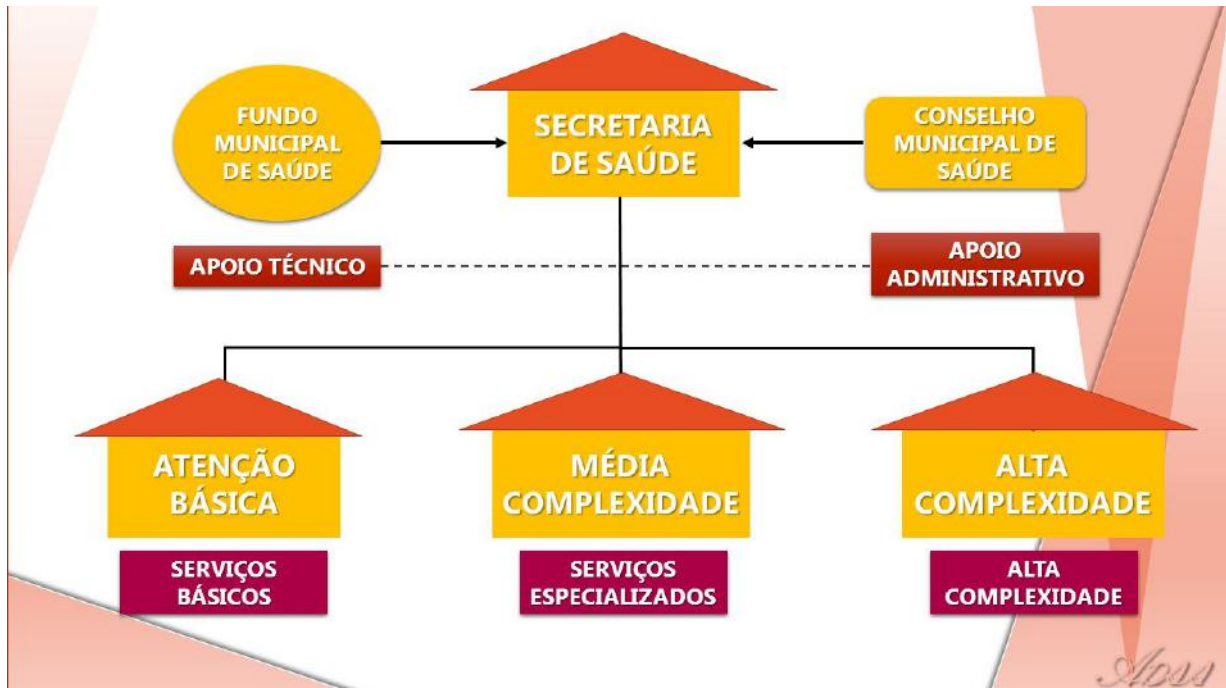 FUNDO
MUNICIPAL
DE SAÚDE
SECRETARIA
DE SAÚDE
CONSELHO
MUNICIPAL DE
SAÚDE
APOIO TÉCNICO
APOIO
ADMINISTRATIVO
ATENÇÃO
BÁSICA
MÉDIA
COMPLEXIDADE
ALTA
COMPLEXIDADE
SERVIÇOS
BÁSICOS
SERVIÇOS
ESPECIALIZADOS
ALTA
COMPLEXIDADE